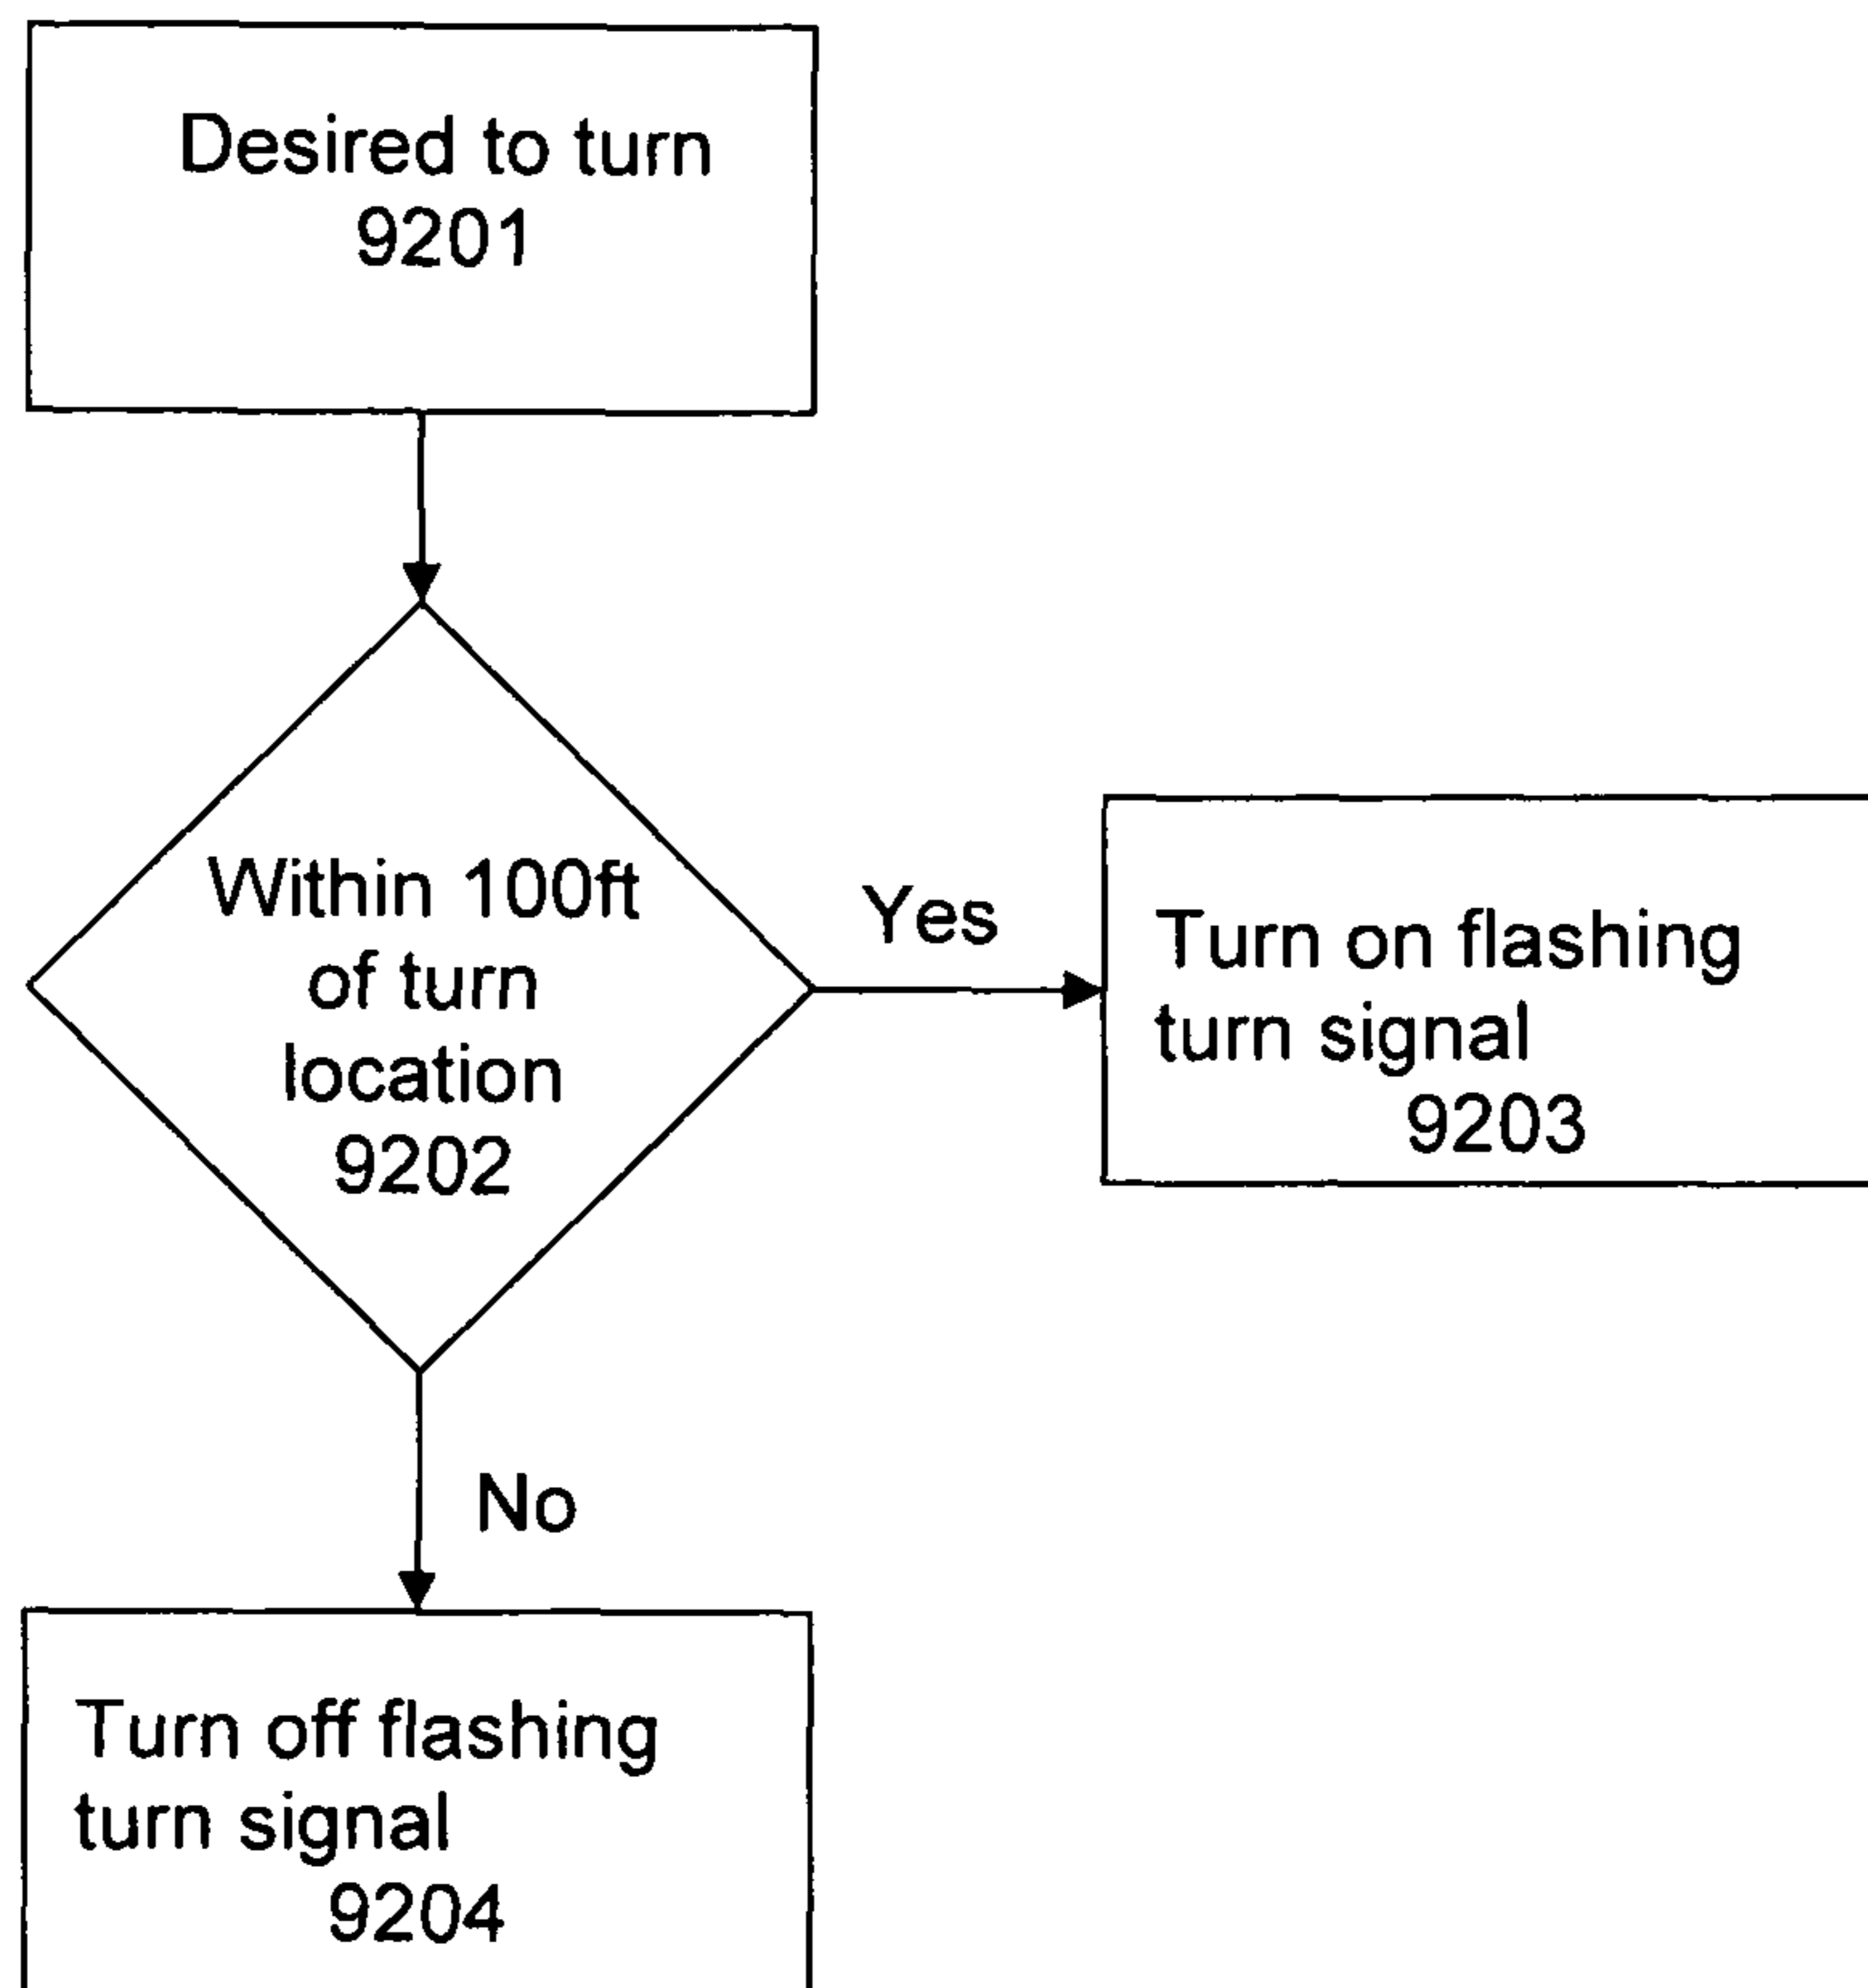 Desired to turn
9201
Within 100ft
of turn
location
9202
Yes
Turn on flashing
turn signal
9203
No
Turn off flashing
turn signal
9204